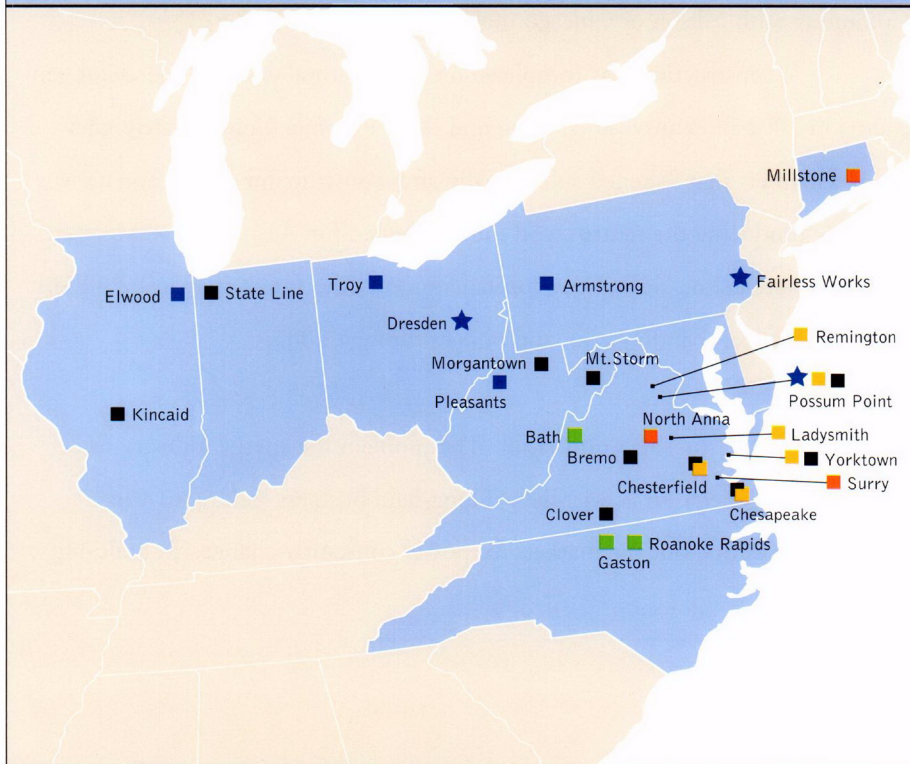 Millstone
Elwood
State Line
Troy
Armstrong
Fairless Works
Dresden
Remington
Morgantown
Mt.Storm
Pleasants
Possum Point
Kincaid
North Anna
Bath
Ladysmith
Bremo
Yorktown
Chesterfield
Surry
Clover
Chesapeake
Roanoke Rapids
Gaston